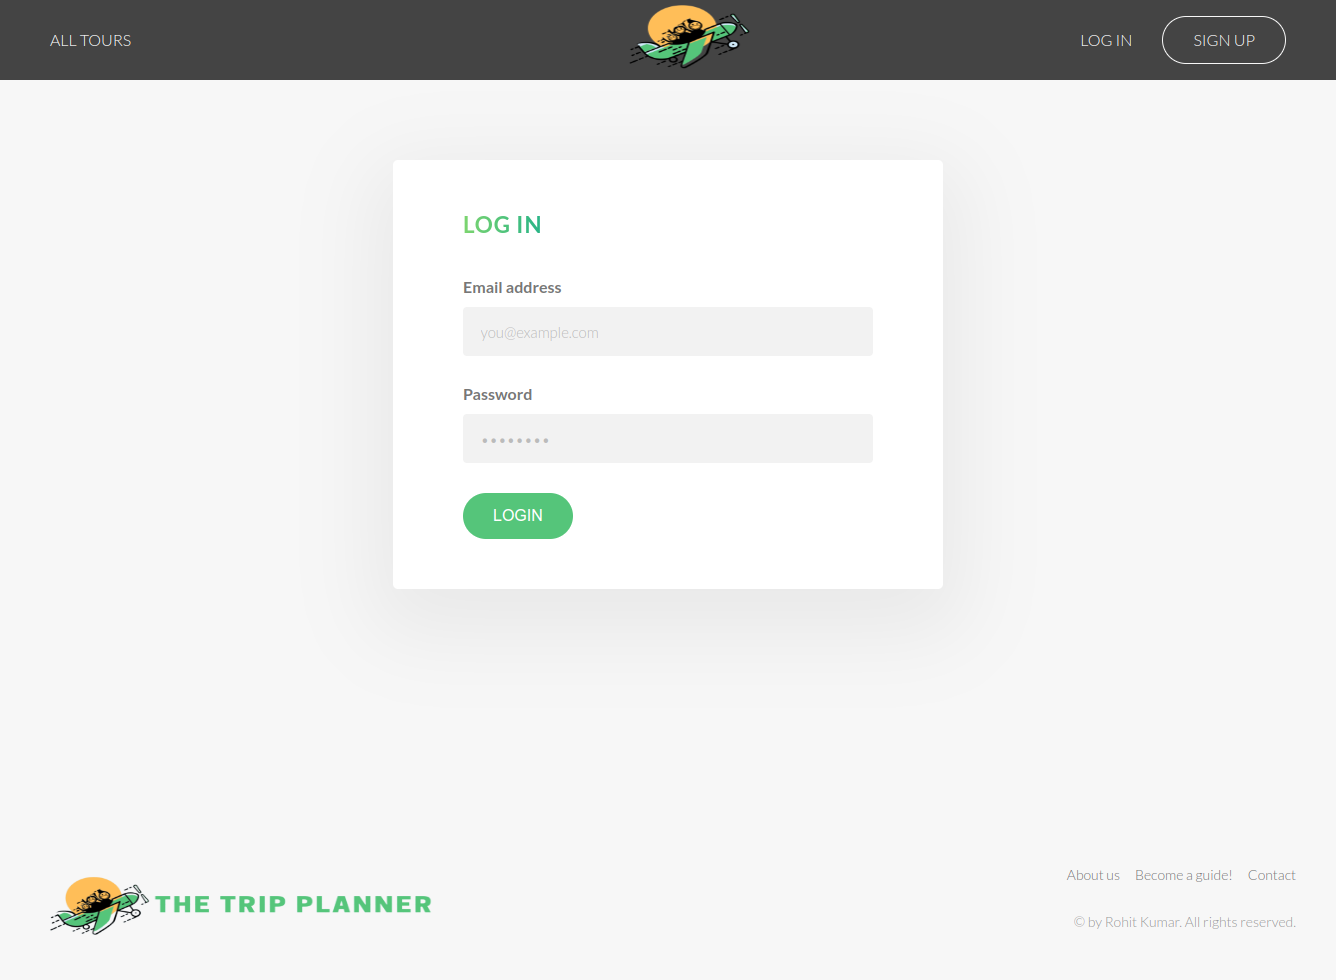 ALL TOURS
LOG IN
SIGN UP
LOG IN
Email address
you@example.com
Password
••••••••
LOGIN
THE TRIP PLANNER
About us
Become a guide!
Contact
© by Rohit Kumar. All rights reserved.